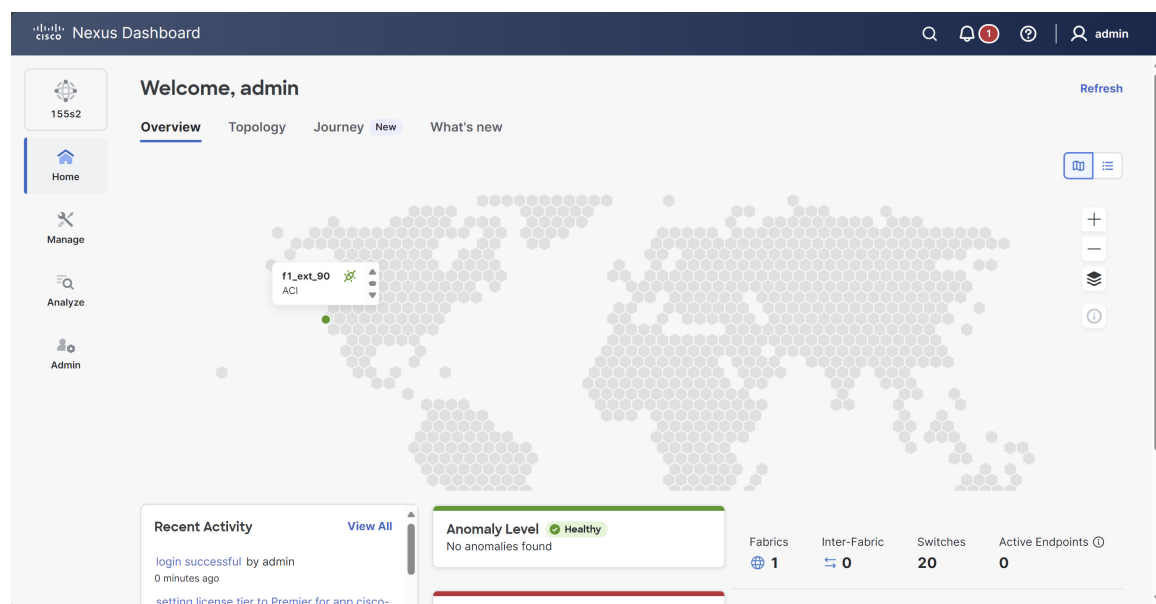 cisco Nexus Dashboard
1
admin
155s2
Home
Manage
Analyze
Admin
Welcome, admin
Refresh
Overview Topology Journey New What's new
f1_ext_90
ACI
Recent Activity View All
login successful by admin
0 minutes ago
setting license tier to Premier for app cisco-
Anomaly Level Healthy
No anomalies found
Fabrics Inter-Fabric Switches Active Endpoints
1 0 20 0